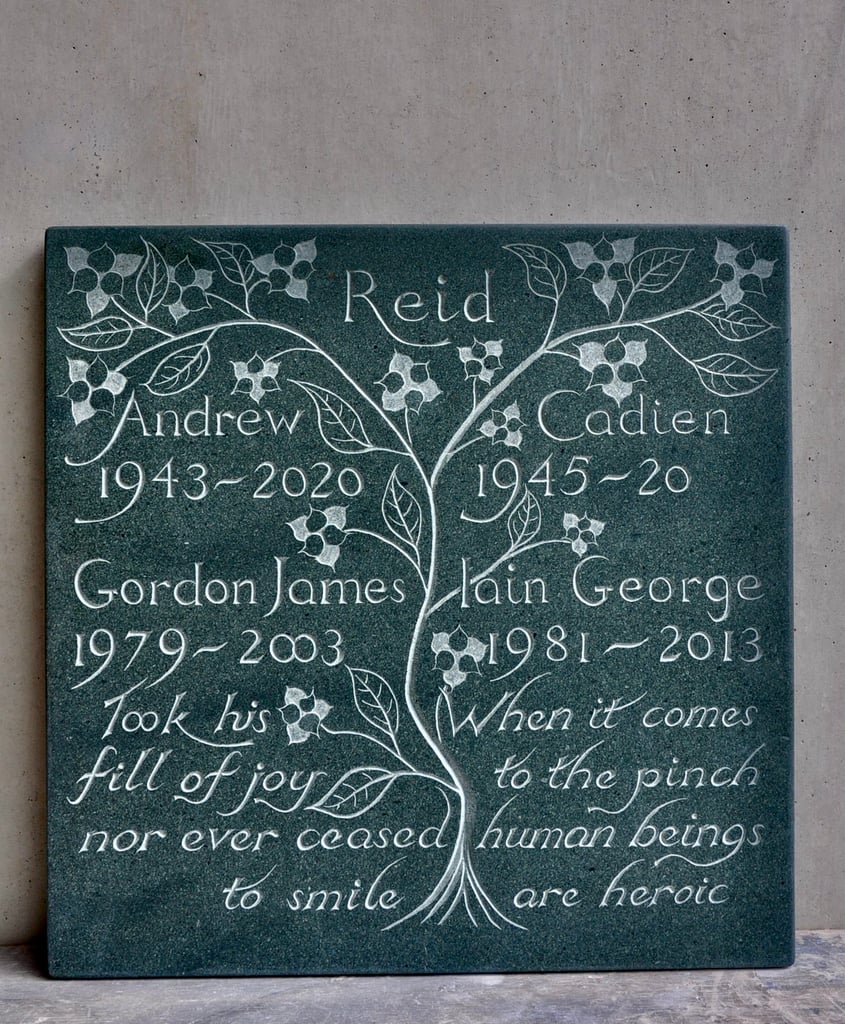 Reid
Andrew
1943~2020
Cadien
1945~20
Gordon James
1979~2003
Iain George
1981~2013
Took his
fill of joy
nor ever ceased
to smile
When it comes
to the pinch
human beings
are heroic